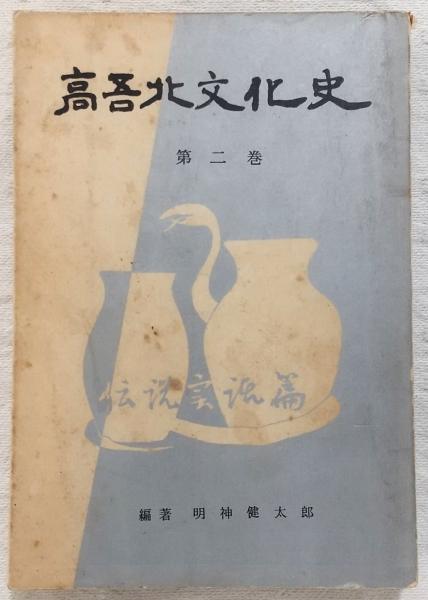 高吾北文化史
第二巻
伝説実話篇
編著 明神健太郎